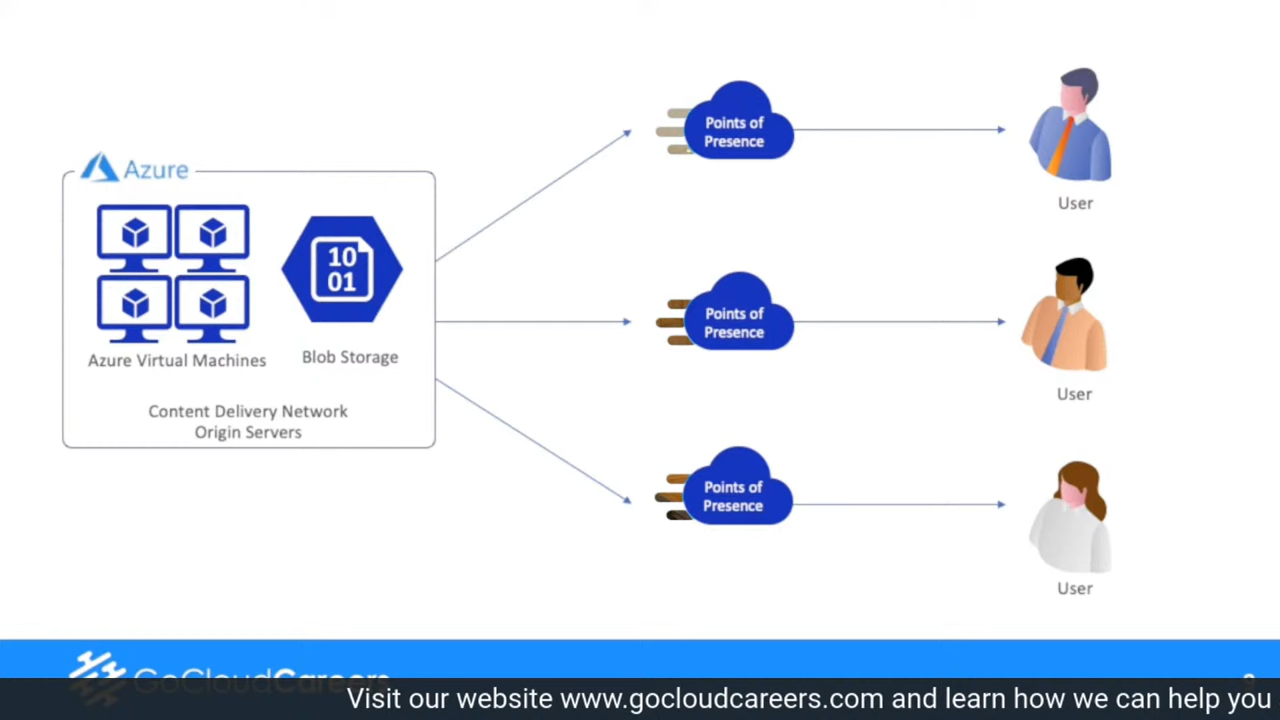 Azure
Azure Virtual Machines
Blob Storage
10
01
Content Delivery Network
Origin Servers
Points of
Presence
User
Points of
Presence
User
Points of
Presence
User
GoCloudCareers
Visit our website www.gocloudcareers.com and learn how we can help you